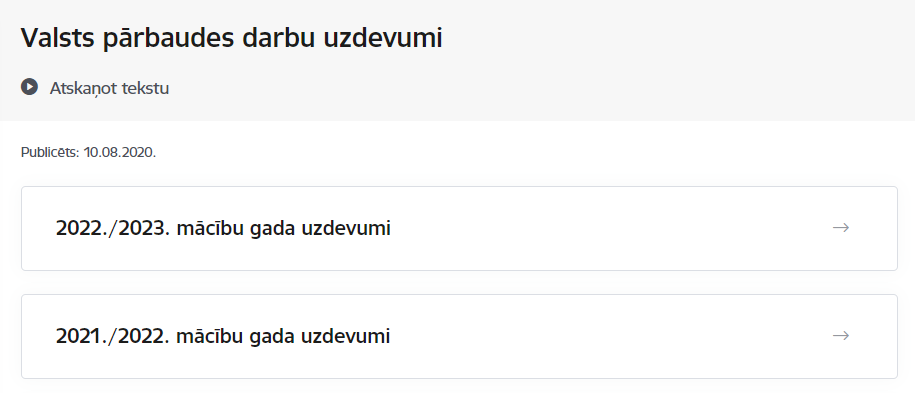 Valsts pārbaudes darbu uzdevumi
Atskaņot tekstu
Publicēts: 10.08.2020.
2022./2023. mācību gada uzdevumi
2021./2022. mācību gada uzdevumi